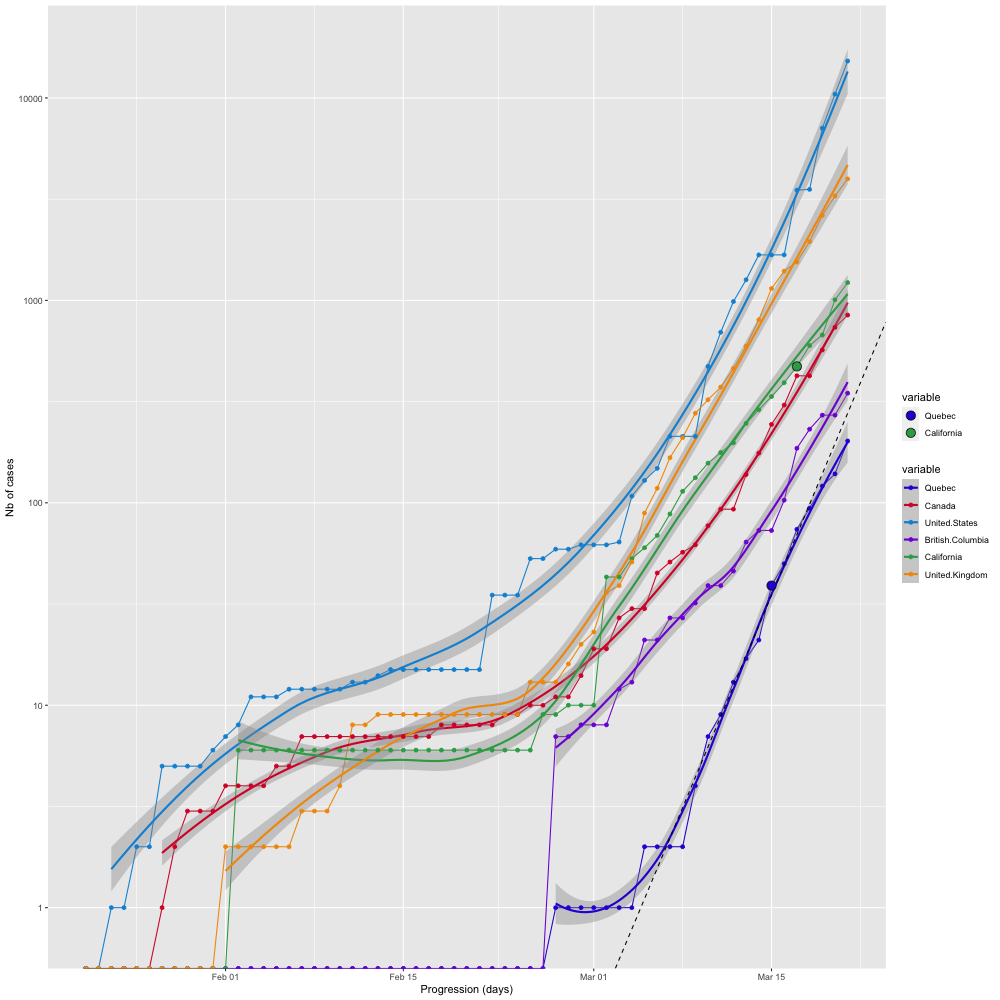 Nb of cases
10000
1000
100
10
1
Feb 01
Feb 15
Mar 01
Mar 15
Progression (days)
variable
Quebec
California
variable
Quebec
Canada
United.States
British.Columbia
California
United.Kingdom